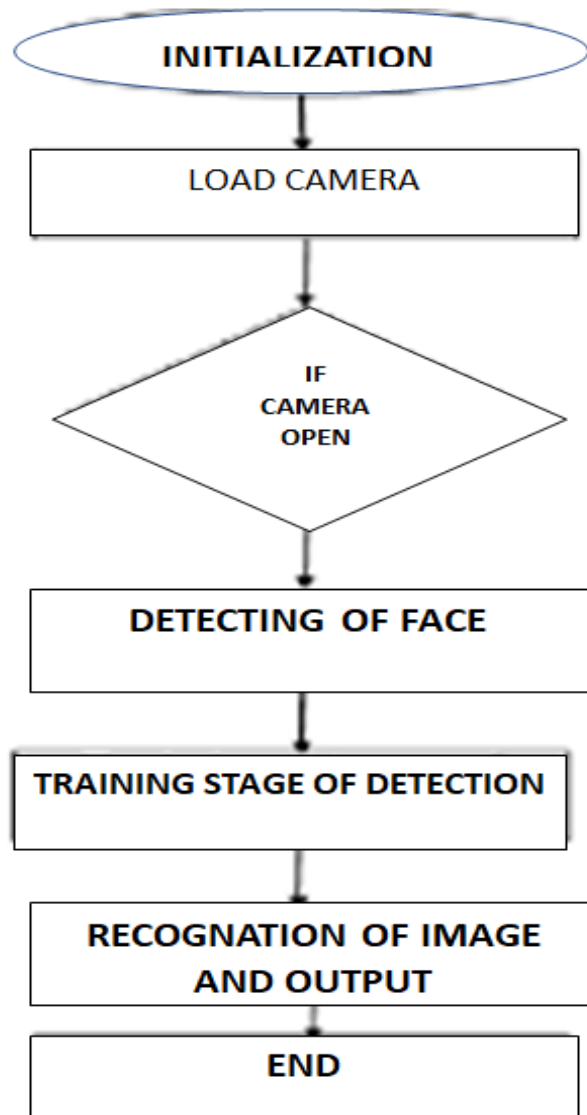 INITIALIZATION
LOAD CAMERA
IF
CAMERA
OPEN
DETECTING OF FACE
TRAINING STAGE OF DETECTION
RECOGNATION OF IMAGE
AND OUTPUT
END